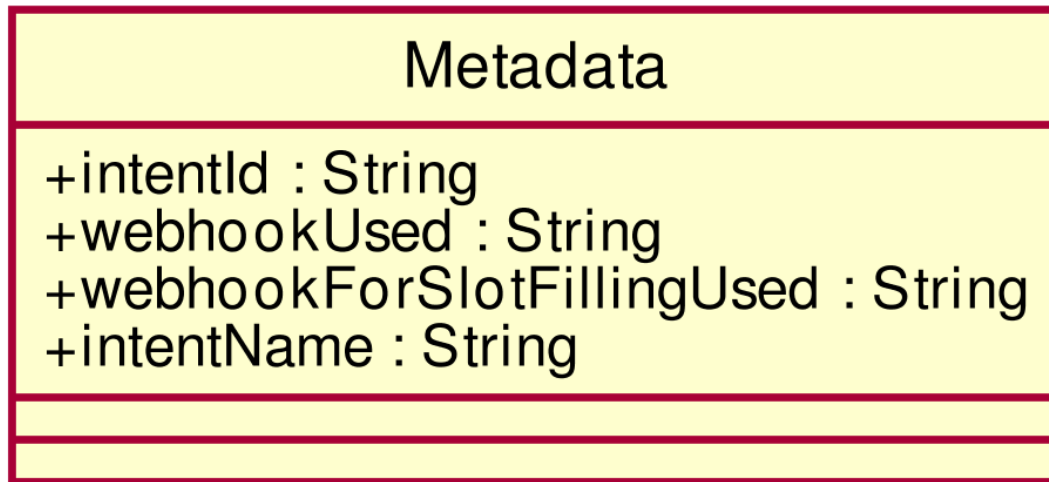 Metadata
+intentId : String
+webhookUsed : String
+webhookForSlotFillingUsed : String
+intentName : String